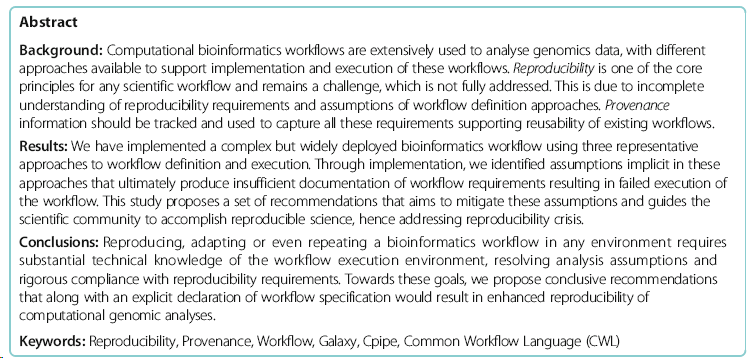 Abstract
Background: Computational bioinformatics workflows are extensively used to analyse genomics data, with different
approaches available to support implementation and execution of these workflows. Reproducibility is one of the core
principles for any scientific workflow and remains a challenge, which is not fully addressed. This is due to incomplete
understanding of reproducibility requirements and assumptions of workflow definition approaches. Provenance
information should be tracked and used to capture all these requirements supporting reusability of existing workflows.
Results: We have implemented a complex but widely deployed bioinformatics workflow using three representative
approaches to workflow definition and execution. Through implementation, we identified assumptions implicit in these
approaches that ultimately produce insufficient documentation of workflow requirements resulting in failed execution of
the workflow. This study proposes a set of recommendations that aims to mitigate these assumptions and guides the
scientific community to accomplish reproducible science, hence addressing reproducibility crisis.
Conclusions: Reproducing, adapting or even repeating a bioinformatics workflow in any environment requires
substantial technical knowledge of the workflow execution environment, resolving analysis assumptions and
rigorous compliance with reproducibility requirements. Towards these goals, we propose conclusive recommendations
that along with an explicit declaration of workflow specification would result in enhanced reproducibility of
computational genomic analyses.
Keywords: Reproducibility, Provenance, Workflow, Galaxy, Cpipe, Common Workflow Language (CWL)